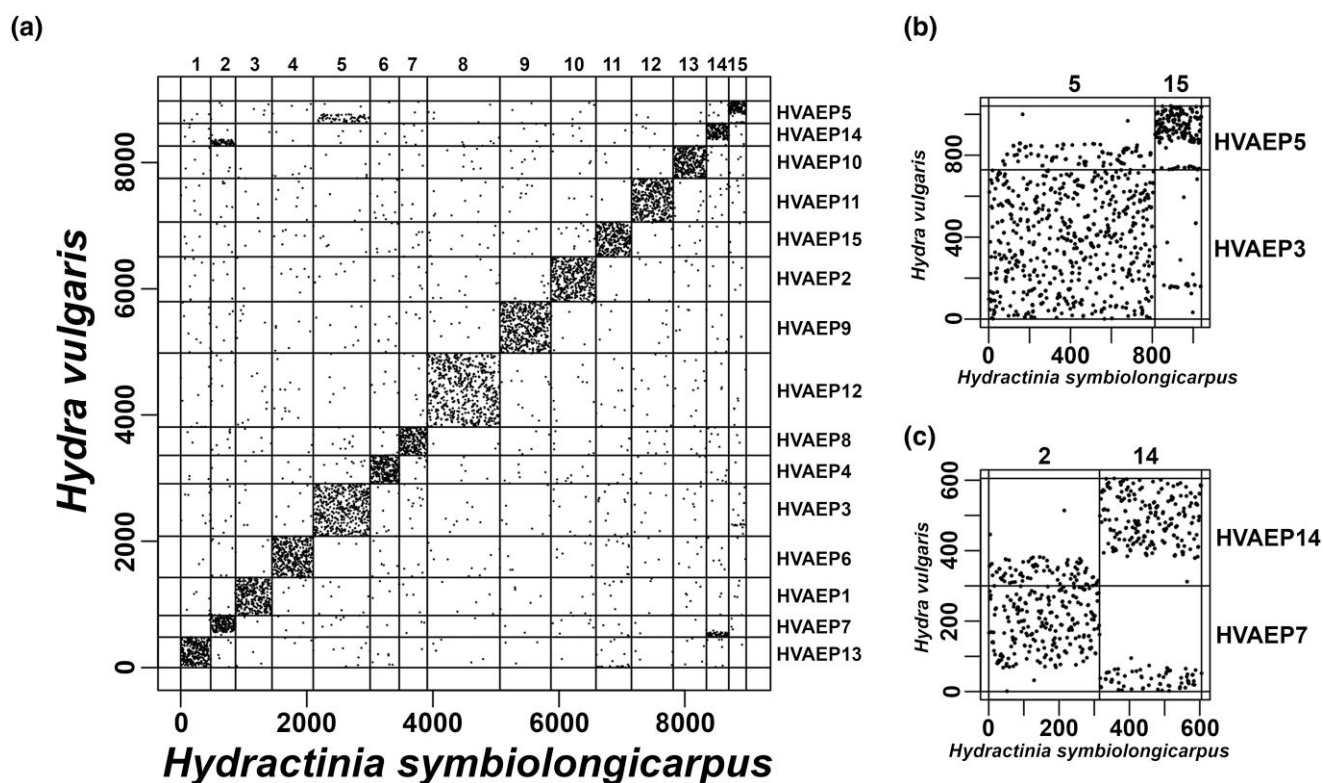 (a)
1 2 3 4 5 6 7 8 9 10 11 12 13 14 15
HVAEP5
HVAEP14
HVAEP10
HVAEP11
HVAEP15
HVAEP2
HVAEP9
HVAEP12
HVAEP8
HVAEP4
HVAEP3
HVAEP6
HVAEP1
HVAEP7
HVAEP13
8000
6000
4000
2000
0
Hydra vulgaris
0 2000 4000 6000 8000
Hydractinia symbiolongicarpus
(b)
5 15
HVAEP5
HVAEP3
800
400
0
Hydra vulgaris
0 400 800
Hydractinia symbiolongicarpus
(c)
2 14
HVAEP14
HVAEP7
600
400
200
0
Hydra vulgaris
0 200 400 600
Hydractinia symbiolongicarpus